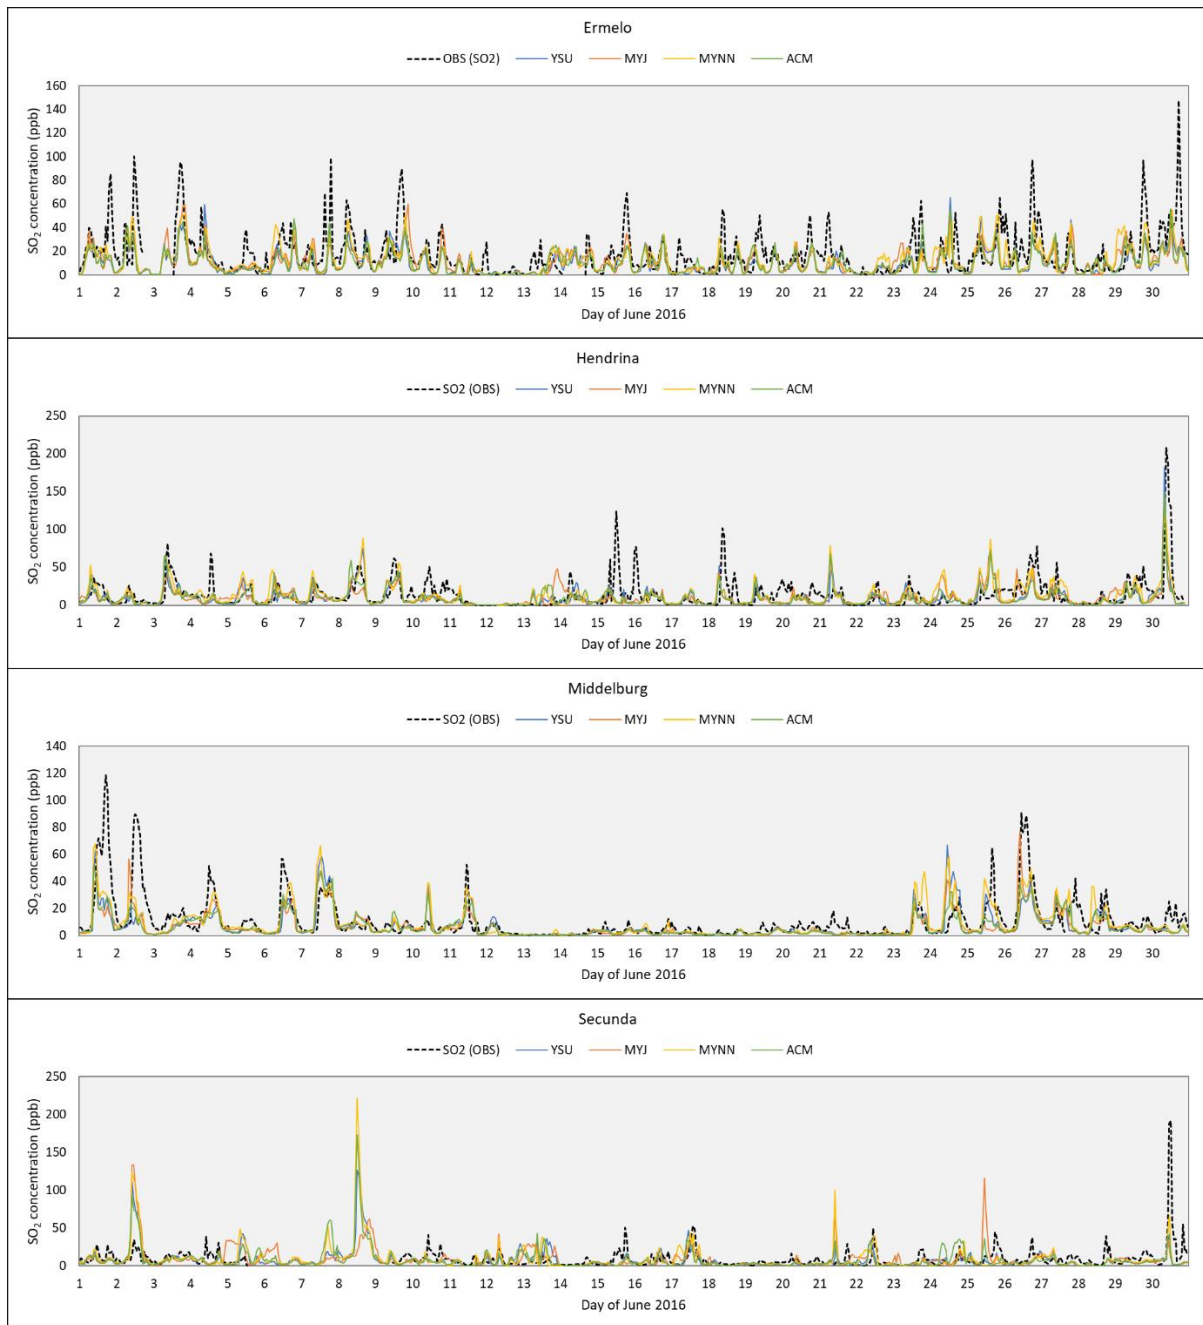 Ermelo
OBS (SO2) YSU MYJ MYNN ACM
SO₂ concentration (ppb)
160
140
120
100
80
60
40
20
0
1 2 3 4 5 6 7 8 9 10 11 12 13 14 15 16 17 18 19 20 21 22 23 24 25 26 27 28 29 30
Day of June 2016
Hendrina
SO2 (OBS) YSU MYJ MYNN ACM
SO₂ concentration (ppb)
250
200
150
100
50
0
1 2 3 4 5 6 7 8 9 10 11 12 13 14 15 16 17 18 19 20 21 22 23 24 25 26 27 28 29 30
Day of June 2016
Middelburg
SO2 (OBS) YSU MYJ MYNN ACM
SO₂ concentration (ppb)
140
120
100
80
60
40
20
0
1 2 3 4 5 6 7 8 9 10 11 12 13 14 15 16 17 18 19 20 21 22 23 24 25 26 27 28 29 30
Day of June 2016
Secunda
SO2 (OBS) YSU MYJ MYNN ACM
SO₂ concentration (ppb)
250
200
150
100
50
0
1 2 3 4 5 6 7 8 9 10 11 12 13 14 15 16 17 18 19 20 21 22 23 24 25 26 27 28 29 30
Day of June 2016